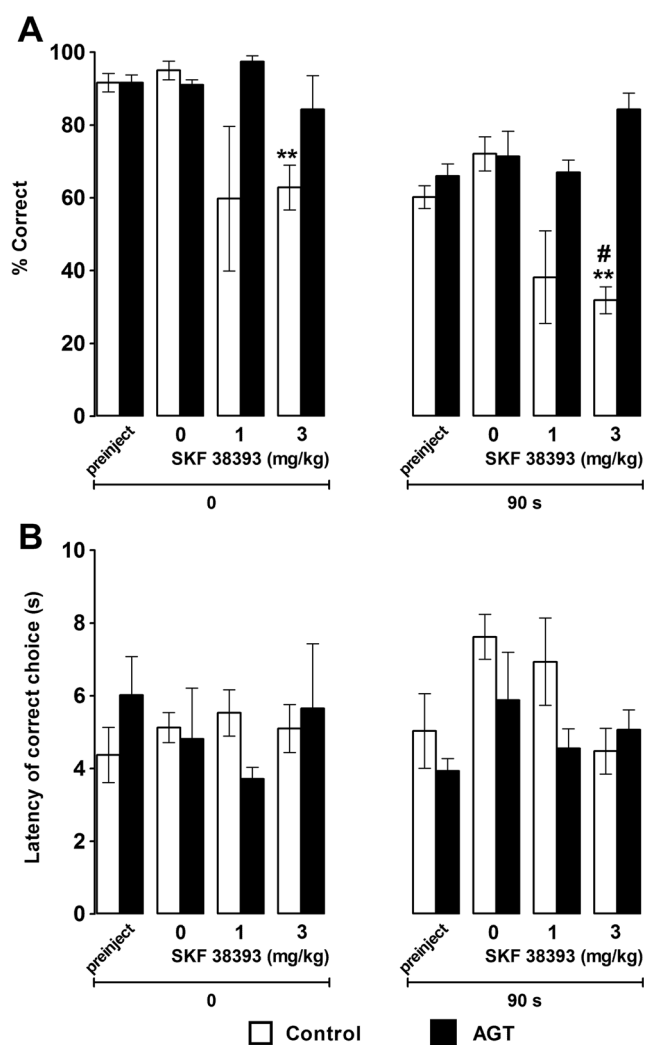 A
100
80
60
40
20
0
% Correct
**
#
**
preinject 0 1 3 preinject 0 1 3
SKF 38393 (mg/kg) SKF 38393 (mg/kg)
0 90 s
B
10
8
6
4
2
0
Latency of correct choice (s)
preinject 0 1 3 preinject 0 1 3
SKF 38393 (mg/kg) SKF 38393 (mg/kg)
0 90 s
Control AGT